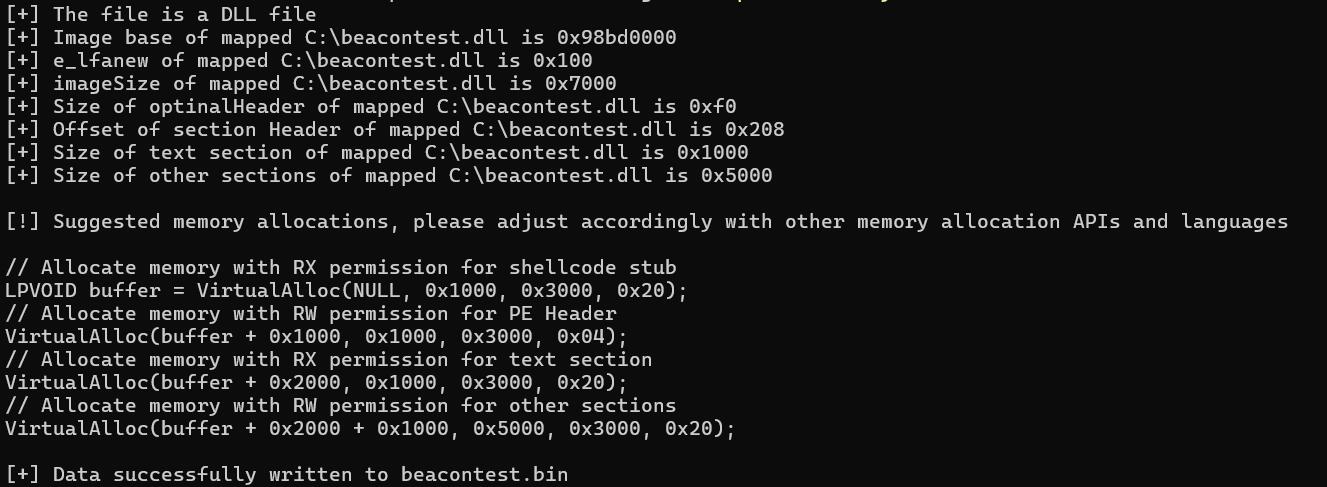 [+] The file is a DLL file
[+] Image base of mapped C:\beacontest.dll is 0x98bd0000
[+] e_lfanew of mapped C:\beacontest.dll is 0x100
[+] imageSize of mapped C:\beacontest.dll is 0x7000
[+] Size of optinalHeader of mapped C:\beacontest.dll is 0xf0
[+] Offset of section Header of mapped C:\beacontest.dll is 0x208
[+] Size of text section of mapped C:\beacontest.dll is 0x1000
[+] Size of other sections of mapped C:\beacontest.dll is 0x5000
[!] Suggested memory allocations, please adjust accordingly with other memory allocation APIs and languages
// Allocate memory with RX permission for shellcode stub
LPVOID buffer = VirtualAlloc(NULL, 0x1000, 0x3000, 0x20);
// Allocate memory with RW permission for PE Header
VirtualAlloc(buffer + 0x1000, 0x1000, 0x3000, 0x04);
// Allocate memory with RX permission for text section
VirtualAlloc(buffer + 0x2000, 0x1000, 0x3000, 0x20);
// Allocate memory with RW permission for other sections
VirtualAlloc(buffer + 0x2000 + 0x1000, 0x5000, 0x3000, 0x20);
[+] Data successfully written to beacontest.bin